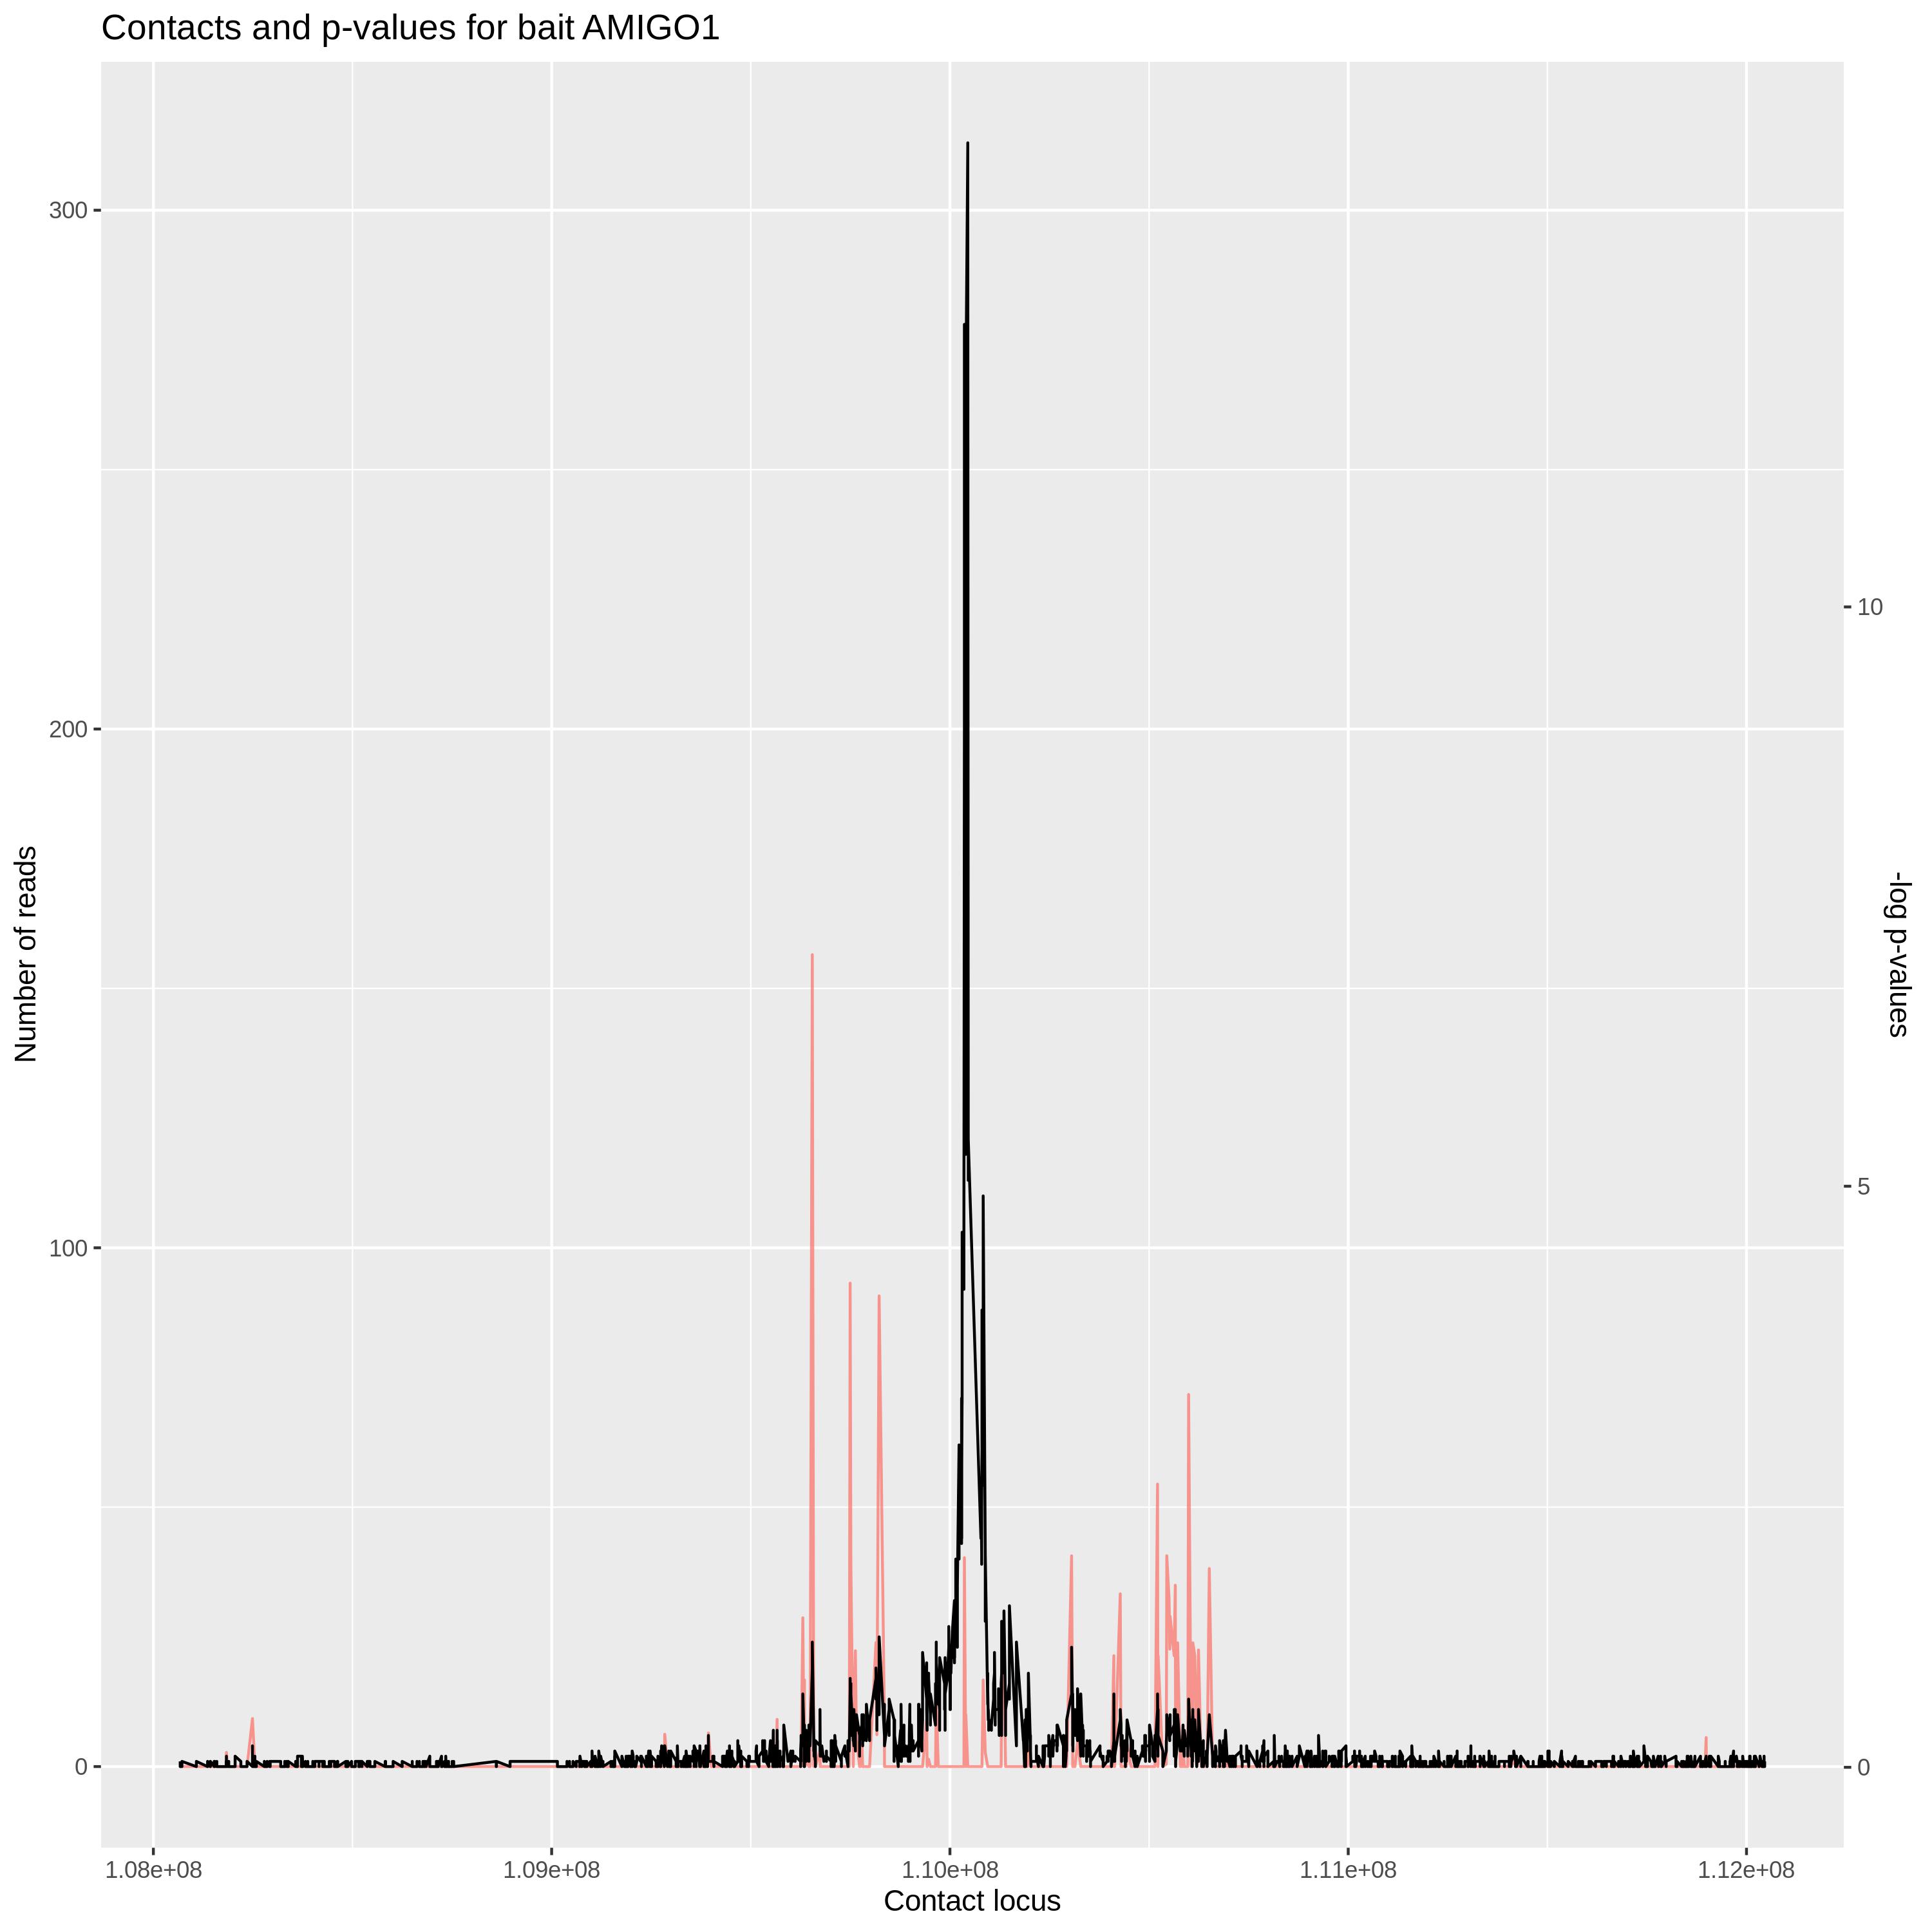 Contacts and p-values for bait AMIGO1
300
200
100
0
Number of reads
10
5
0
-log p-values
1.08e+08
1.09e+08
1.10e+08
1.11e+08
1.12e+08
Contact locus